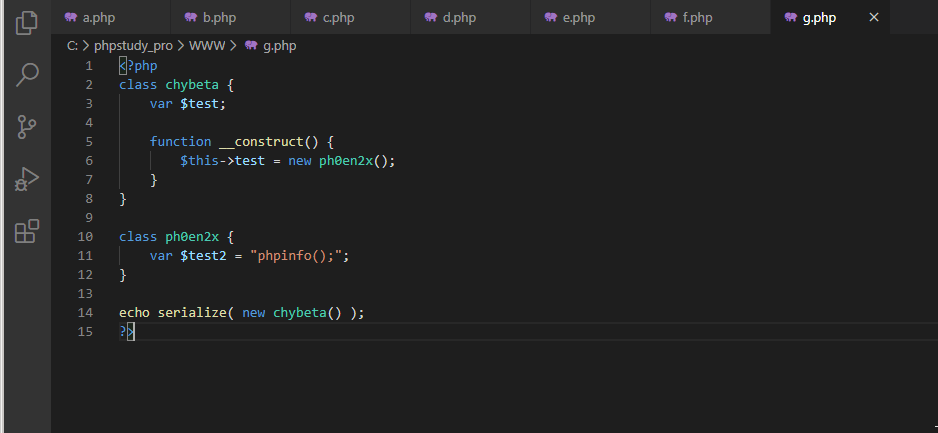 a.php b.php c.php d.php e.php f.php g.php
C: > phpstudy_pro > WWW > g.php
1 <?php
2 class chybeta {
3     var $test;
4
5     function __construct() {
6         $this->test = new ph0en2x();
7     }
8 }
9
10 class ph0en2x {
11     var $test2 = "phpinfo();";
12 }
13
14 echo serialize( new chybeta() );
15 ?>